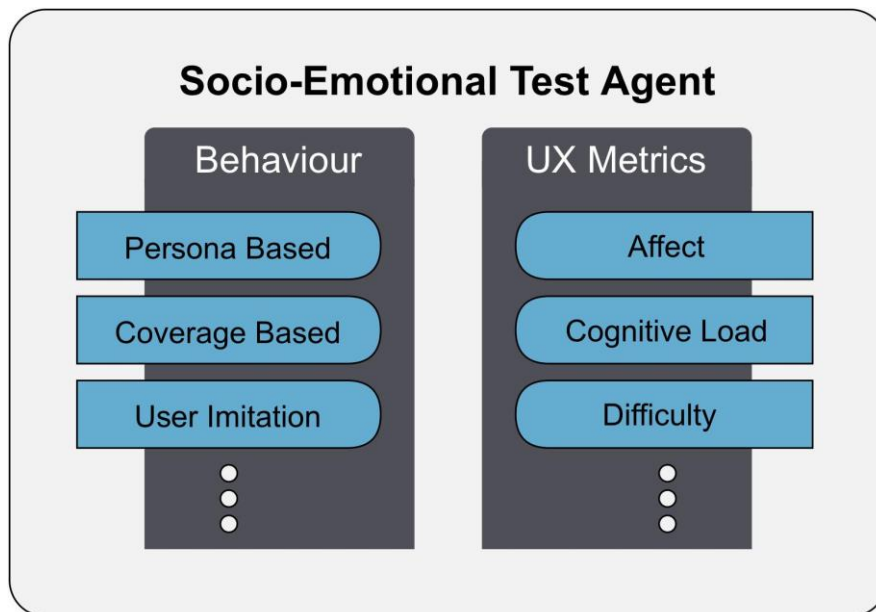 Socio-Emotional Test Agent
Behaviour
Persona Based
Coverage Based
User Imitation
UX Metrics
Affect
Cognitive Load
Difficulty